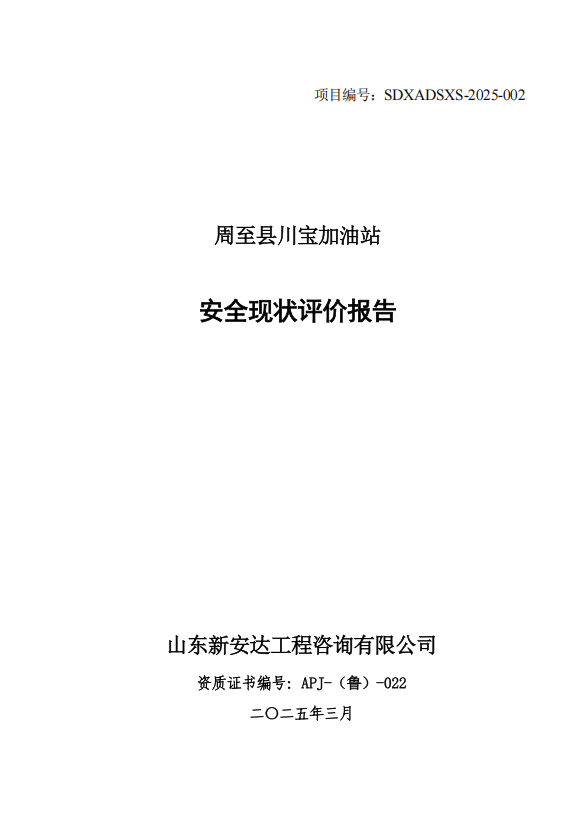 项目编号：SDXADSXS-2025-002
周至县川宝加油站
安全现状评价报告
山东新安达工程咨询有限公司
资质证书编号：APJ-（鲁）-022
二〇二五年三月